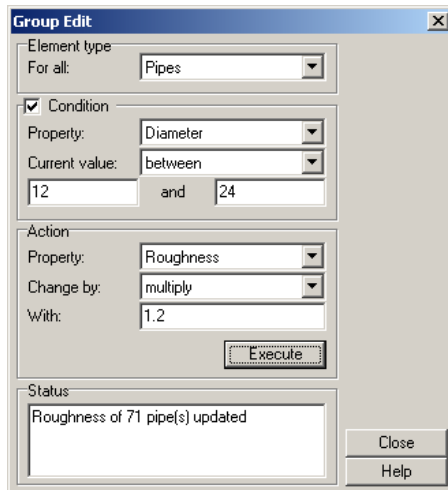 Group Edit
Element type
For all: Pipes
Condition
Property: Diameter
Current value: between
12 and 24
Action
Property: Roughness
Change by: multiply
With: 1.2
Execute
Status
Roughness of 71 pipe(s) updated
Close
Help